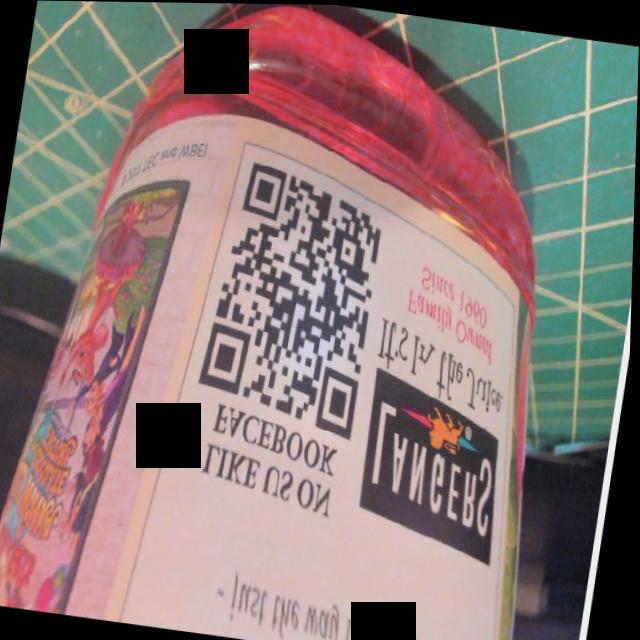 - just the way
LIKE US ON
FACEBOOK
LANGERS
It's In the Juice
Family Owned
Since 1960